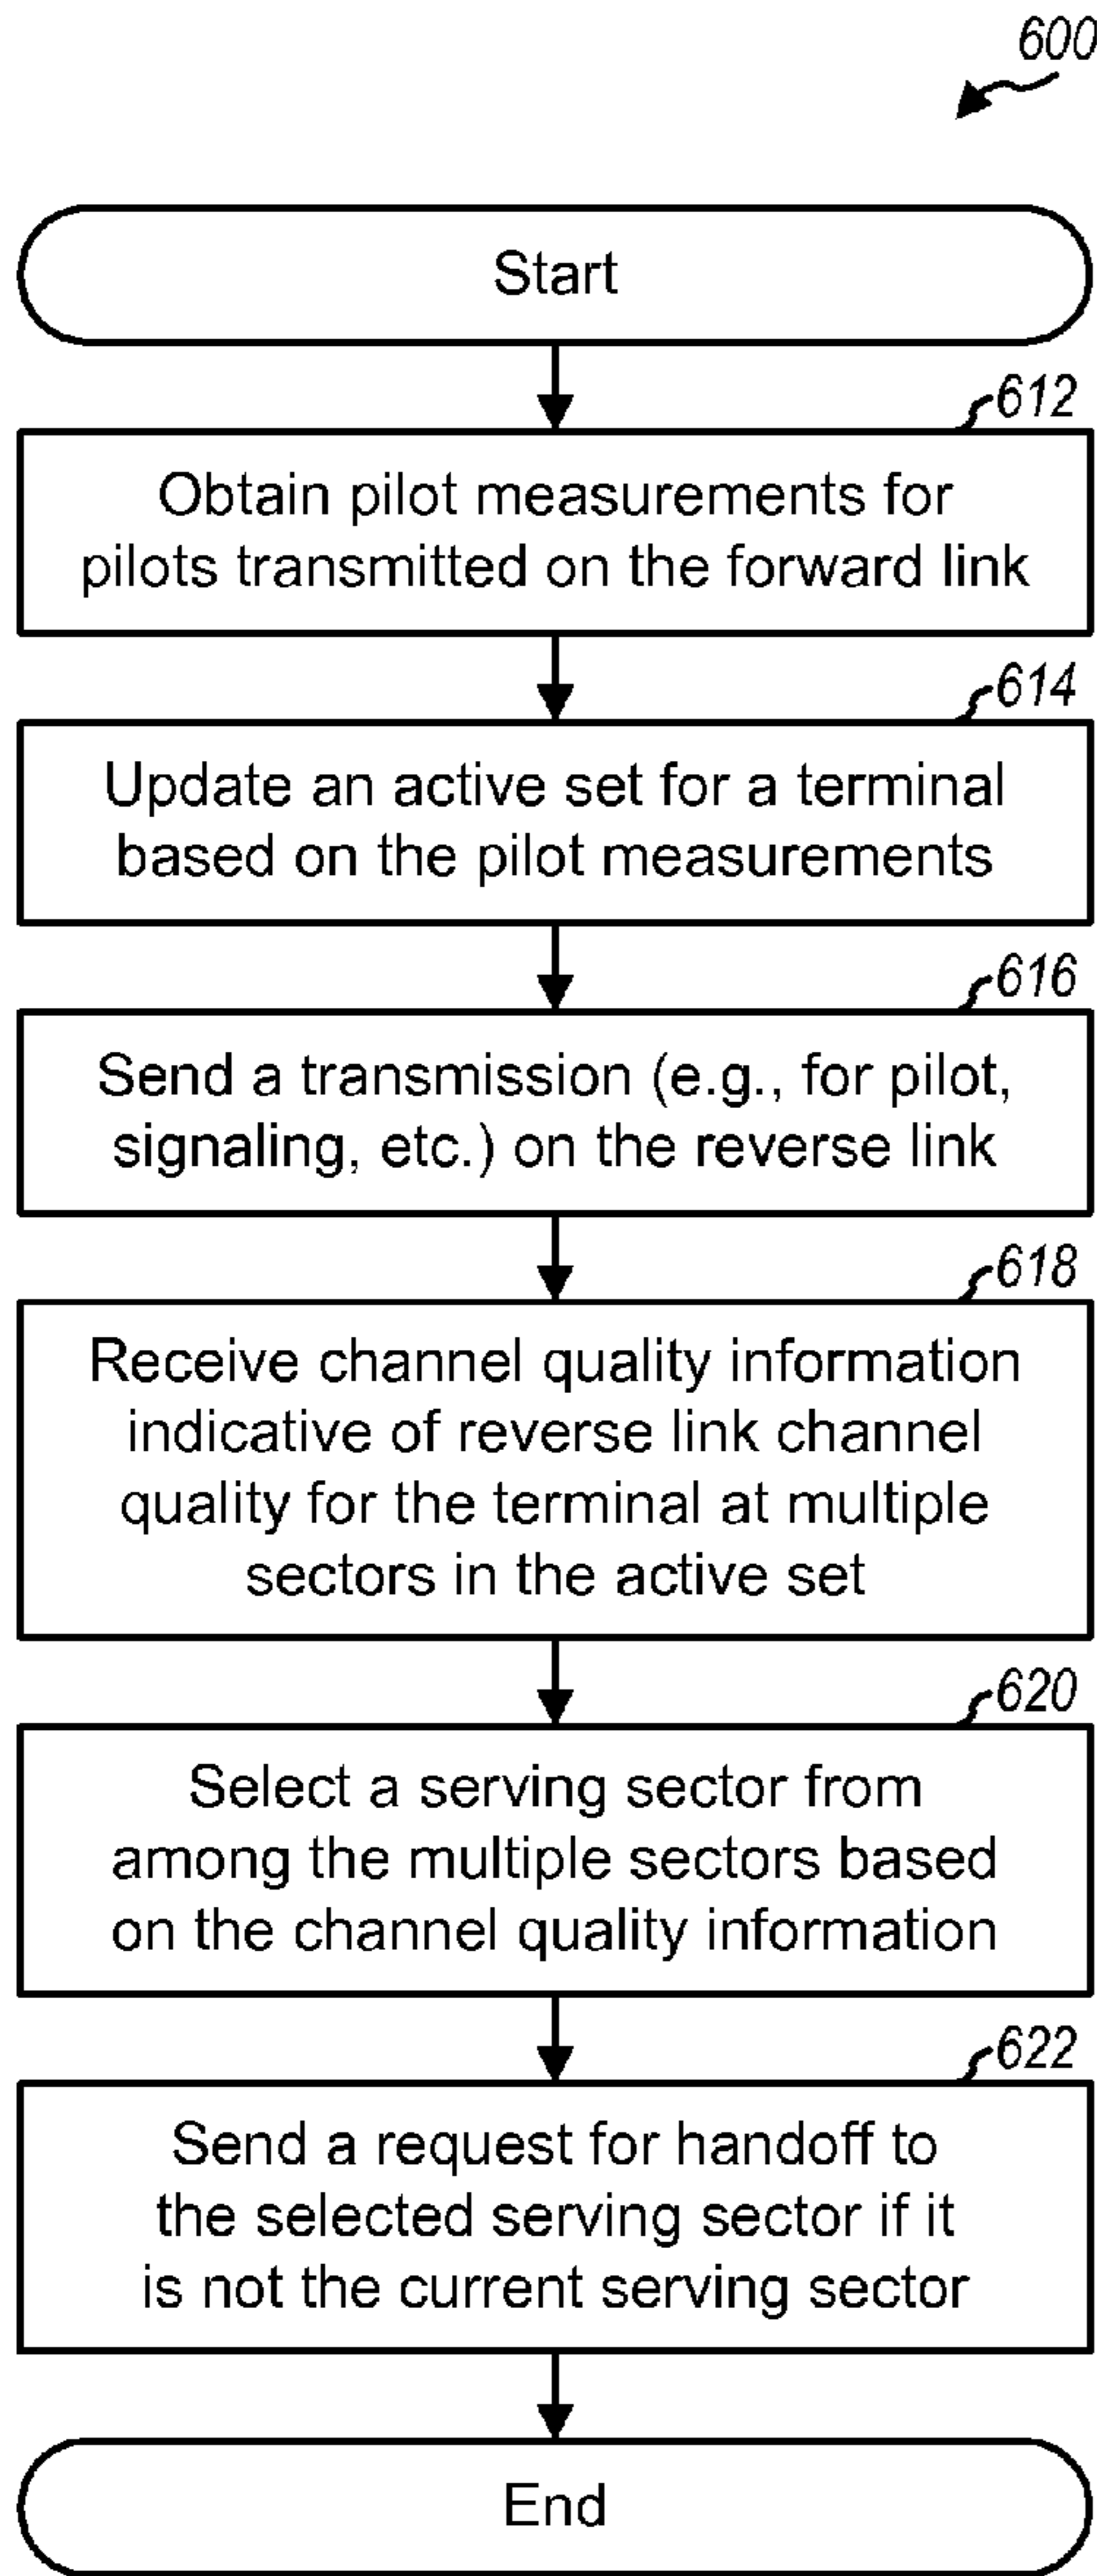 600
Start
612
Obtain pilot measurements for
pilots transmitted on the forward link
614
Update an active set for a terminal
based on the pilot measurements
616
Send a transmission (e.g., for pilot,
signaling, etc.) on the reverse link
618
Receive channel quality information
indicative of reverse link channel
quality for the terminal at multiple
sectors in the active set
620
Select a serving sector from
among the multiple sectors based
on the channel quality information
622
Send a request for handoff to
the selected serving sector if it
is not the current serving sector
End